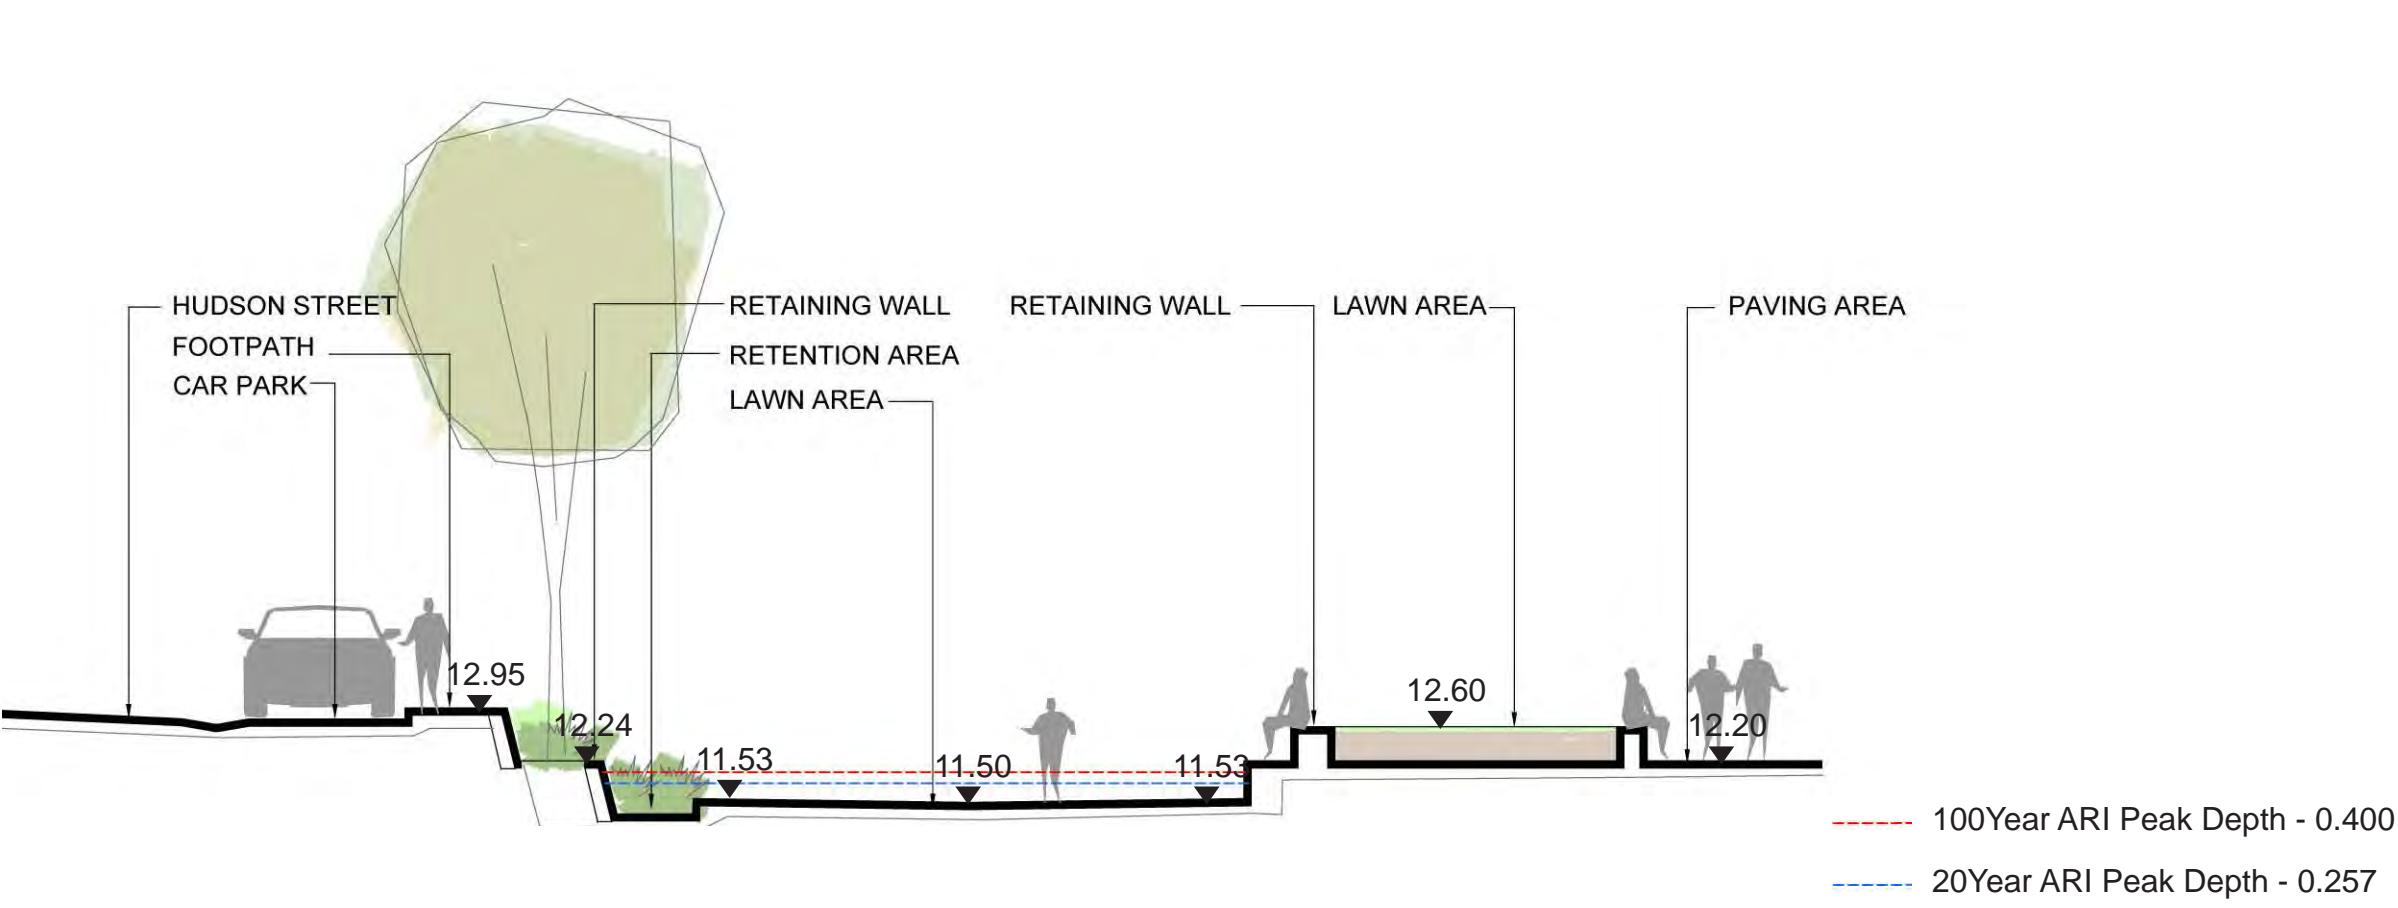 HUDSON STREET
FOOTPATH
CAR PARK
RETAINING WALL
RETENTION AREA
LAWN AREA
RETAINING WALL
LAWN AREA
PAVING AREA
12.95
12.24
11.53
11.50
11.53
12.60
12.20
100Year ARI Peak Depth - 0.400
20Year ARI Peak Depth - 0.257